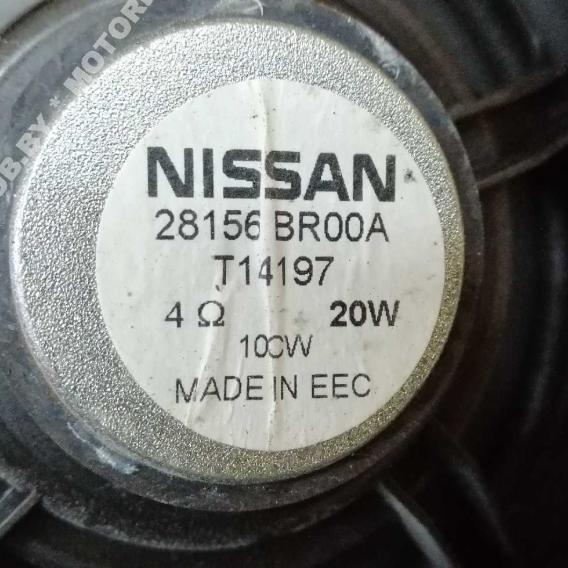 NISSAN
28156 BR00A
T14197
4 Ω 20W
10CW
MADE IN EEC